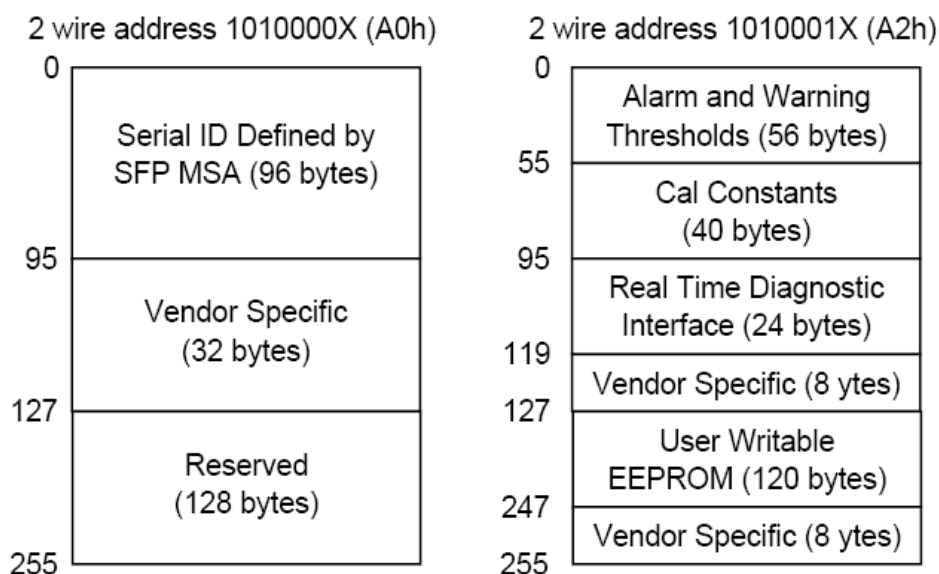 2 wire address 1010000X (A0h)
0
Serial ID Defined by
SFP MSA (96 bytes)
95
Vendor Specific
(32 bytes)
127
Reserved
(128 bytes)
255
2 wire address 1010001X (A2h)
0
Alarm and Warning
Thresholds (56 bytes)
55
Cal Constants
(40 bytes)
95
Real Time Diagnostic
Interface (24 bytes)
119
Vendor Specific (8 ytes)
127
User Writable
EEPROM (120 bytes)
247
Vendor Specific (8 ytes)
255